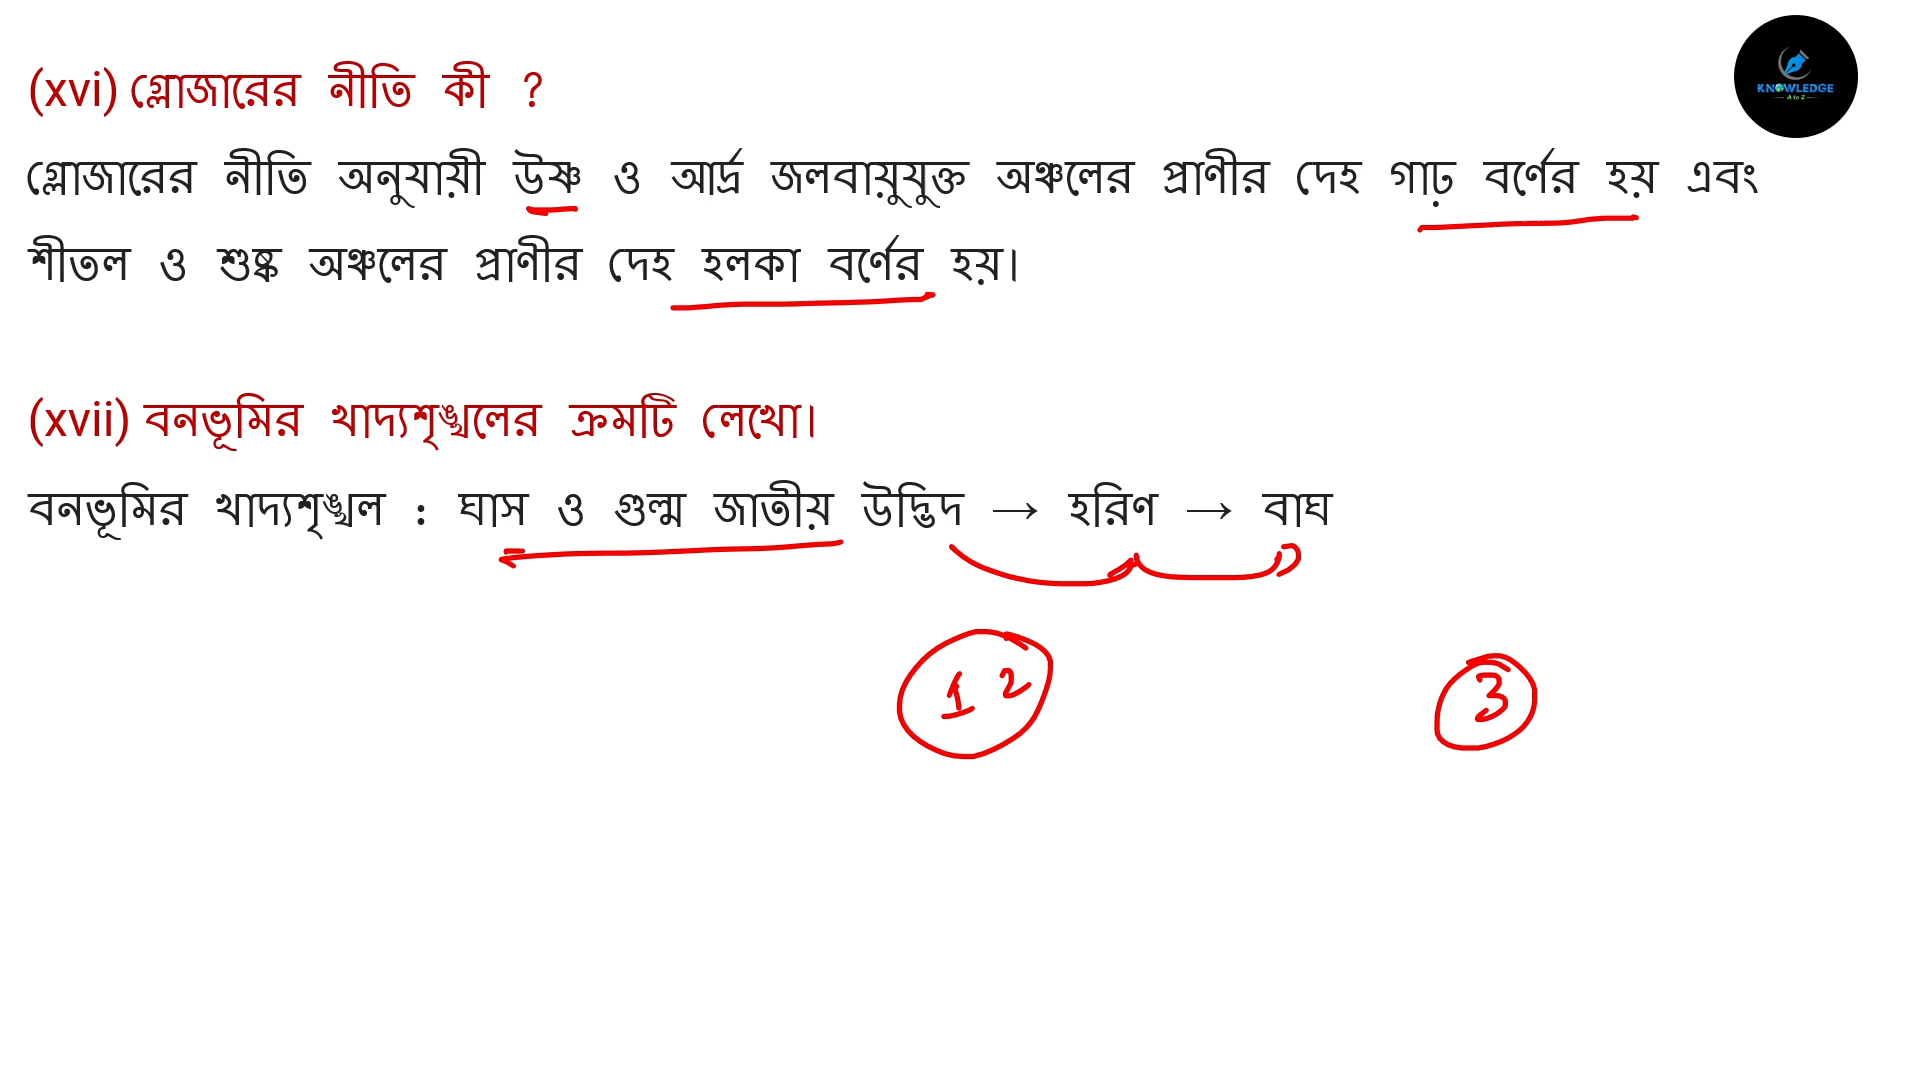 (xvi) গ্লোজারের নীতি কী ?
গ্লোজারের নীতি অনুযায়ী উষ্ণ ও আর্দ্র জলবায়ুযুক্ত অঞ্চলের প্রাণীর দেহ গাঢ় বর্ণের হয় এবং
শীতল ও শুষ্ক অঞ্চলের প্রাণীর দেহ হলকা বর্ণের হয়।
(xvii) বনভূমির খাদ্যশৃঙ্খলের ক্রমটি লেখো।
বনভূমির খাদ্যশৃঙ্খল : ঘাস ও গুল্ম জাতীয় উদ্ভিদ → হরিণ → বাঘ
1 2 3
KNOWLEDGE
A to Z